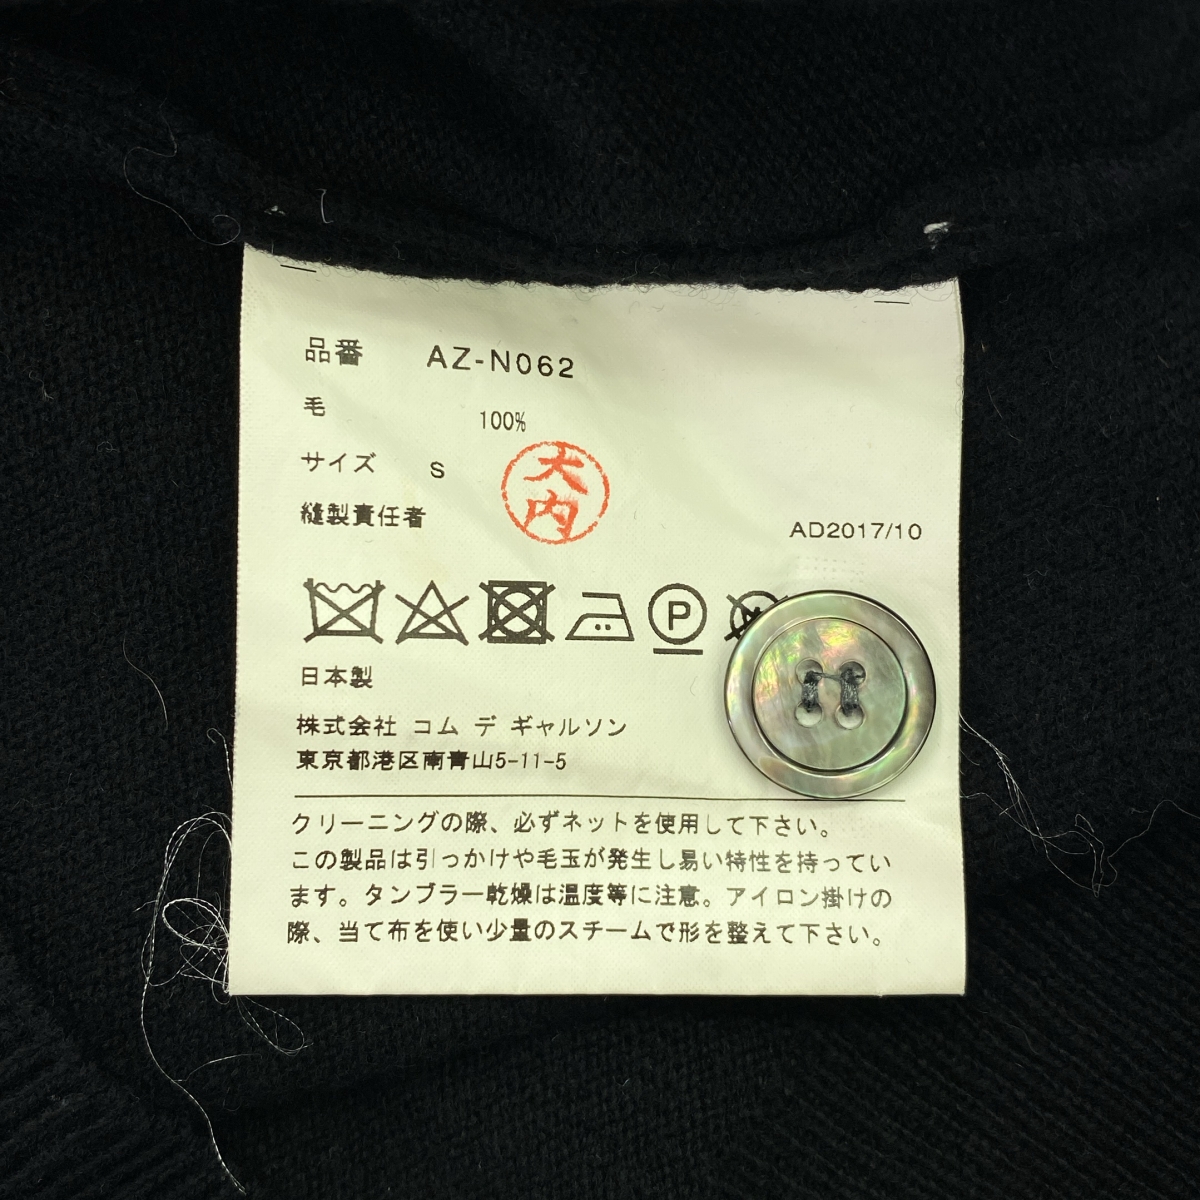 品番 AZ-N062
毛 100%
サイズ S
大内
縫製責任者
AD2017/10
P
日本製
株式会社 コム デ ギャルソン
東京都港区南青山5-11-5
クリーニングの際、必ずネットを使用して下さい。
この製品は引っかけや毛玉が発生し易い特性を持ってい
ます。タンブラー乾燥は温度等に注意。アイロン掛けの
際、当て布を使い少量のスチームで形を整えて下さい。